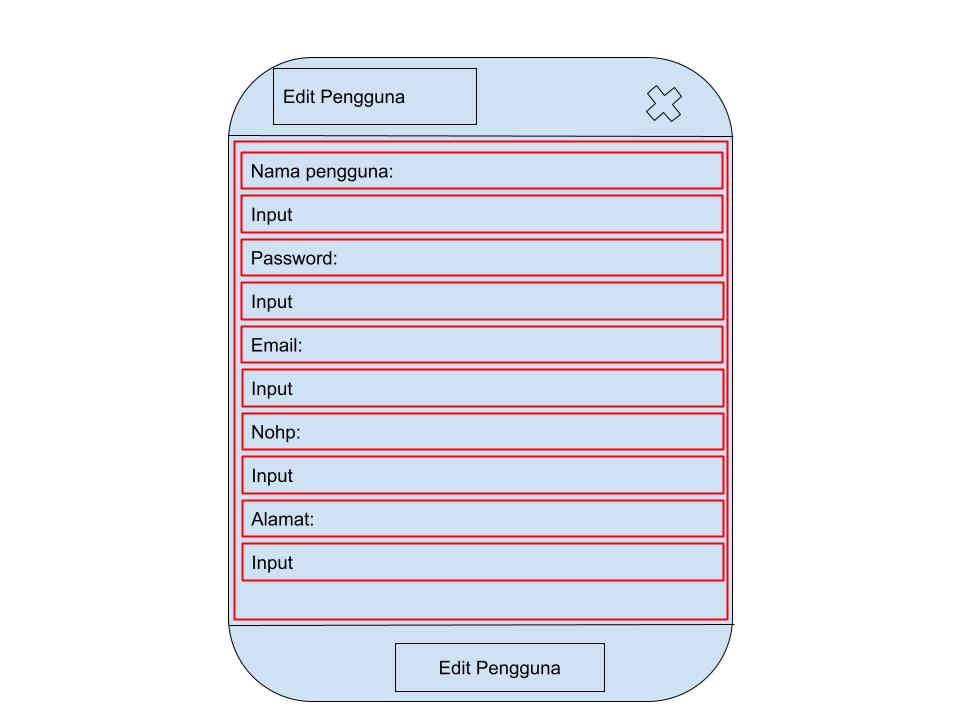 Edit Pengguna
Nama pengguna:
Input
Password:
Input
Email:
Input
Nohp:
Input
Alamat:
Input
Edit Pengguna